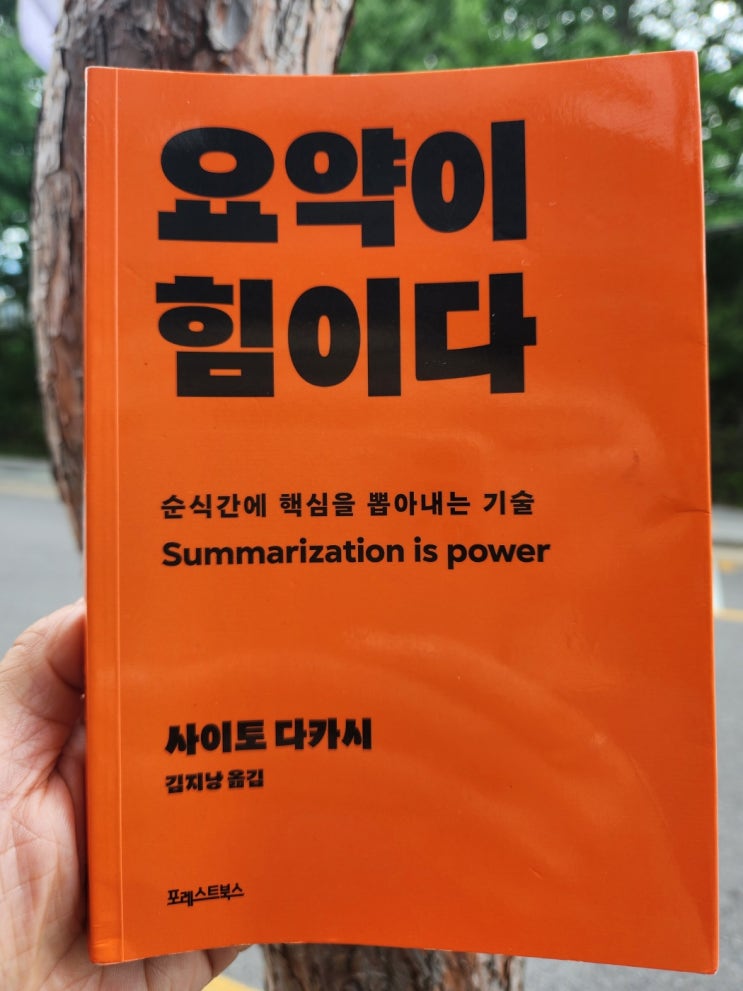 요약이
힘이다
순식간에 핵심을 뽑아내는 기술
Summarization is power
사이토 다카시
김지낭 옮김
포레스트북스